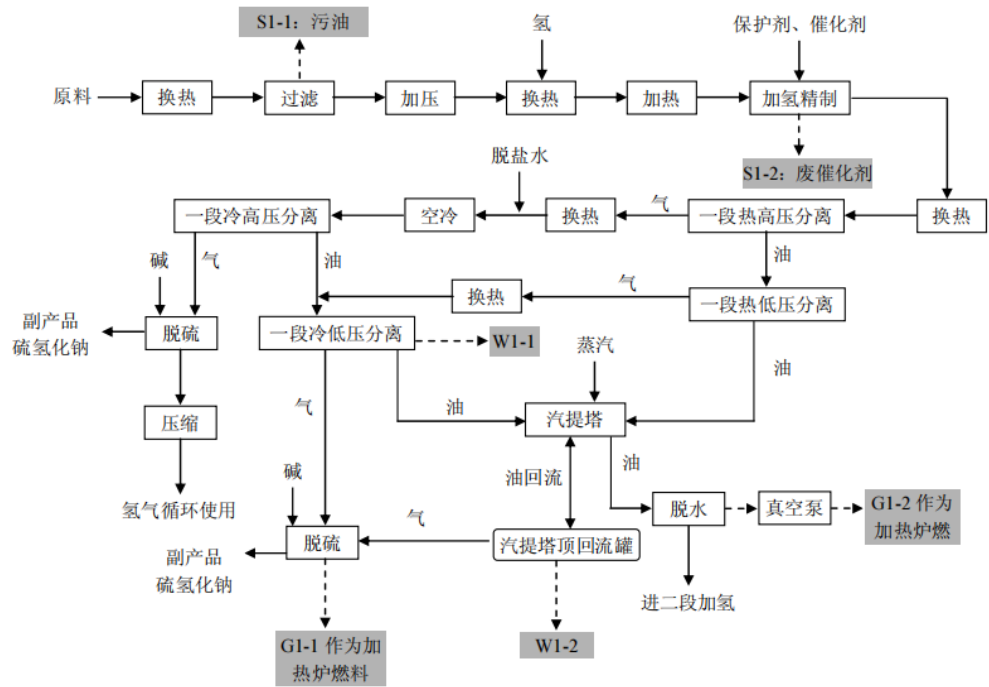 S1-1：污油
氢
保护剂、催化剂
原料
换热
过滤
加压
换热
加热
加氢精制
脱盐水
S1-2：废催化剂
一段冷高压分离
空冷
换热
气
一段热高压分离
换热
碱
气
油
油
换热
气
一段热低压分离
副产品
硫氢化钠
脱硫
一段冷低压分离
W1-1
蒸汽
油
气
油
压缩
汽提塔
油回流
油
碱
氢气循环使用
气
脱水
真空泵
G1-2 作为
加热炉燃
脱硫
汽提塔顶回流罐
副产品
硫氢化钠
进二段加氢
G1-1 作为加
热炉燃料
W1-2